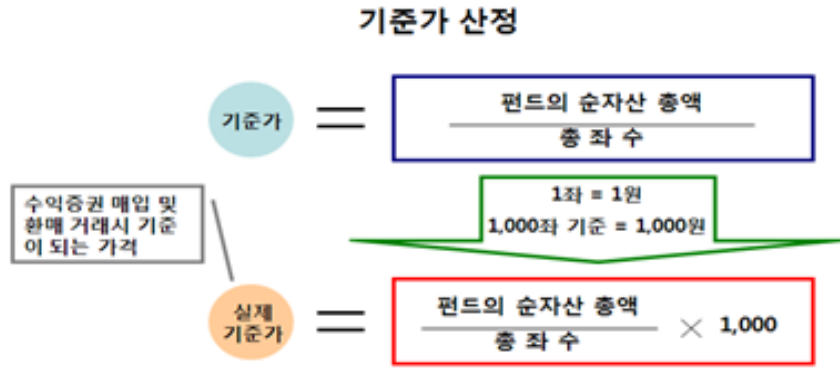 기준가 산정
기준가
=
펀드의 순자산 총액
총 좌 수
1좌 = 1원
1,000좌 기준 = 1,000원
수익증권 매입 및
환매 거래시 기준
이 되는 가격
실제
기준가
=
펀드의 순자산 총액
총 좌 수
× 1,000